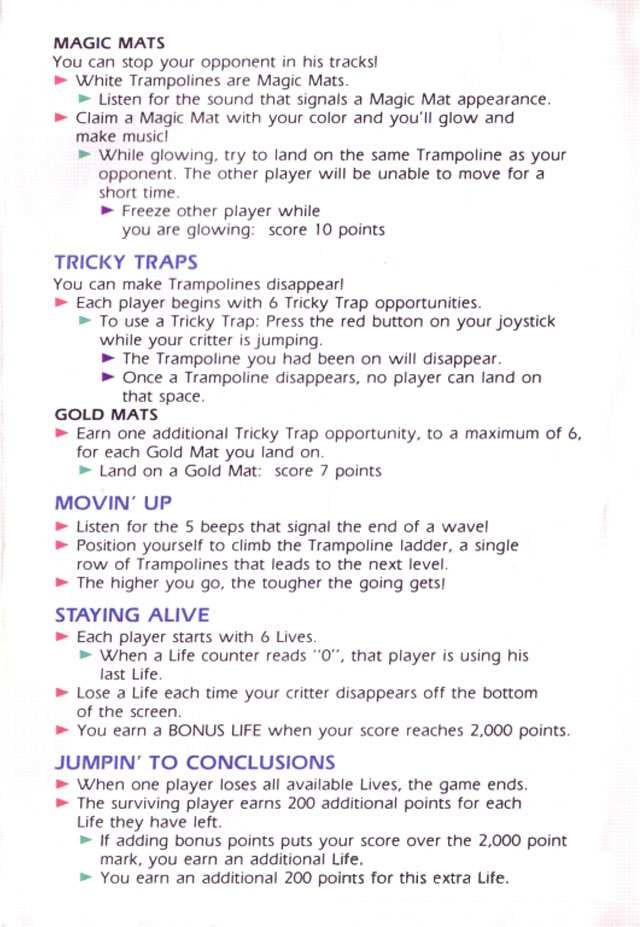 MAGIC MATS
You can stop your opponent in his tracks!
► White Trampolines are Magic Mats.
► Listen for the sound that signals a Magic Mat appearance.
► Claim a Magic Mat with your color and you'll glow and
make music!
► While glowing, try to land on the same Trampoline as your
opponent. The other player will be unable to move for a
short time.
► Freeze other player while
you are glowing: score 10 points
TRICKY TRAPS
You can make Trampolines disappear!
► Each player begins with 6 Tricky Trap opportunities.
► To use a Tricky Trap: Press the red button on your joystick
while your critter is jumping.
► The Trampoline you had been on will disappear.
► Once a Trampoline disappears, no player can land on
that space.
GOLD MATS
► Earn one additional Tricky Trap opportunity, to a maximum of 6,
for each Gold Mat you land on.
► Land on a Gold Mat: score 7 points
MOVIN' UP
► Listen for the 5 beeps that signal the end of a wave!
► Position yourself to climb the Trampoline ladder, a single
row of Trampolines that leads to the next level.
► The higher you go, the tougher the going gets!
STAYING ALIVE
► Each player starts with 6 Lives.
► When a Life counter reads "0", that player is using his
last Life.
► Lose a Life each time your critter disappears off the bottom
of the screen.
► You earn a BONUS LIFE when your score reaches 2,000 points.
JUMPIN' TO CONCLUSIONS
► When one player loses all available Lives, the game ends.
► The surviving player earns 200 additional points for each
Life they have left.
► If adding bonus points puts your score over the 2,000 point
mark, you earn an additional Life.
► You earn an additional 200 points for this extra Life.